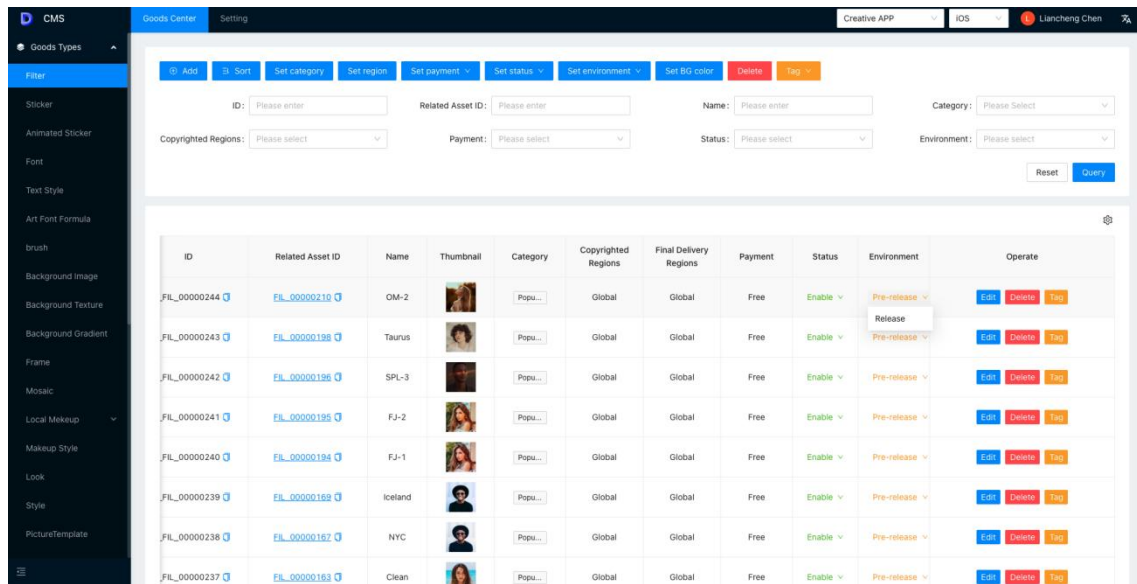 CMS Goods Center Setting Creative APP iOS L Liancheng Chen
Goods Types
Filter
Sticker
Animated Sticker
Font
Text Style
Art Font Formula
brush
Background Image
Background Texture
Background Gradient
Frame
Mosaic
Local Mekeup
Makeup Style
Look
Style
PictureTemplate
Add Sort Set category Set region Set payment Set status Set environment Set BG color Delete Tag
ID: Please enter Related Asset ID: Please enter Name: Please enter Category: Please Select
Copyrighted Regions: Please select Payment: Please select Status: Please select Environment: Please select
Reset Query
ID Related Asset ID Name Thumbnail Category Copyrighted Regions Final Delivery Regions Payment Status Environment Operate
_FIL_00000244 FIL_00000210 OM-2 Popu... Global Global Free Enable Pre-release Edit Delete Tag
Release
_FIL_00000243 FIL_00000198 Taurus Popu... Global Global Free Enable Pre-release Edit Delete Tag
_FIL_00000242 FIL_00000196 SPL-3 Popu... Global Global Free Enable Pre-release Edit Delete Tag
_FIL_00000241 FIL_00000195 FJ-2 Popu... Global Global Free Enable Pre-release Edit Delete Tag
_FIL_00000240 FIL_00000194 FJ-1 Popu... Global Global Free Enable Pre-release Edit Delete Tag
_FIL_00000239 FIL_00000169 Iceland Popu... Global Global Free Enable Pre-release Edit Delete Tag
_FIL_00000238 FIL_00000167 NYC Popu... Global Global Free Enable Pre-release Edit Delete Tag
_FIL_00000237 FIL_00000163 Clean Popu... Global Global Free Enable Pre-release Edit Delete Tag